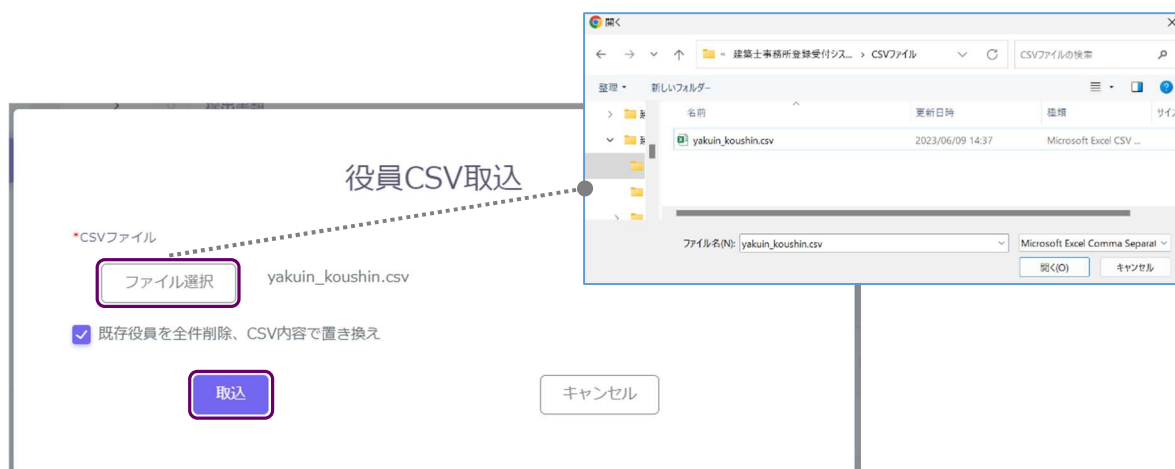 開く
« 建築士事務所登録受付シス... › CSVファイル
CSVファイルの検索
整理
新しいフォルダー
名前
更新日時
種類
サイズ
yakuin_koushin.csv
2023/06/09 14:37
Microsoft Excel CSV ...
ファイル名(N):
yakuin_koushin.csv
Microsoft Excel Comma Separat
開く(O)
キャンセル
役員CSV取込
*CSVファイル
ファイル選択
yakuin_koushin.csv
既存役員を全件削除、CSV内容で置き換え
取込
キャンセル